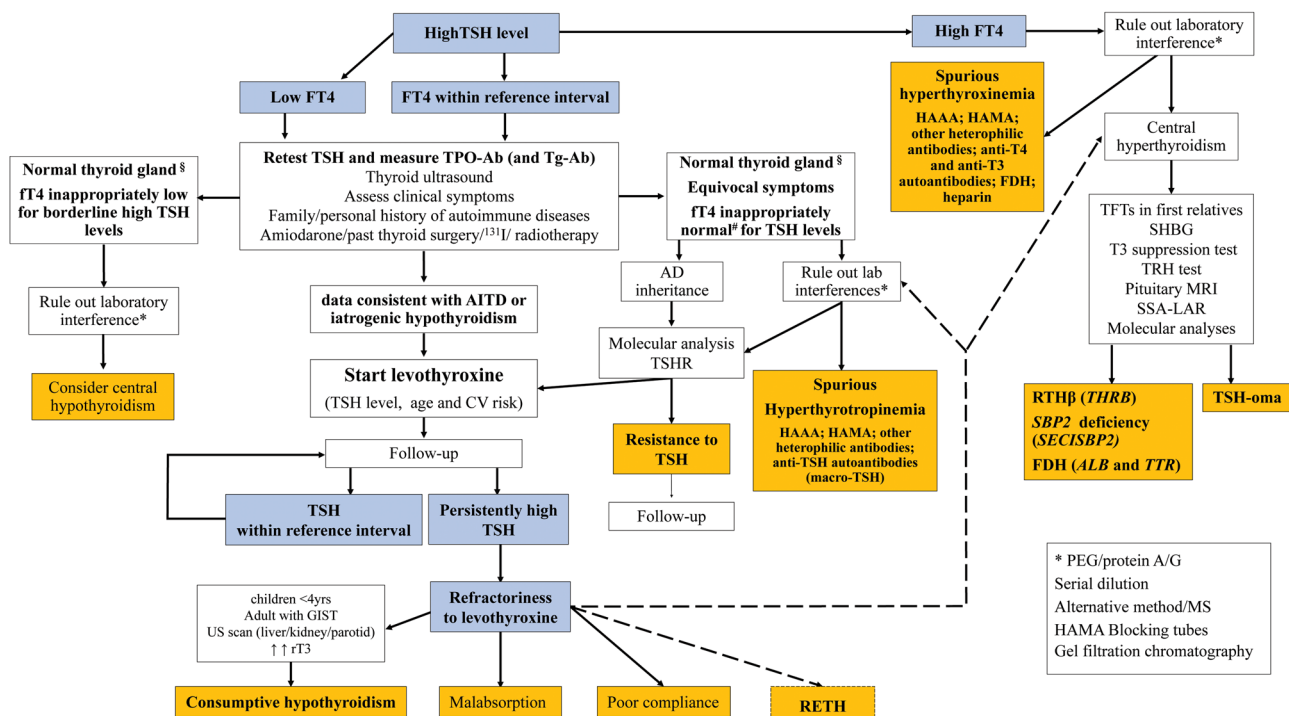 HighTSH level
High FT4
Rule out laboratory
interference*
Low FT4
FT4 within reference interval
Spurious
hyperthyroxinemia
HAAA; HAMA;
other
heterophilic
antibodies; anti-T4
and anti-T3
autoantibodies; FDH;
heparin
Central
hyperthyroidism
Retest TSH and measure TPO-Ab (and Tg-Ab)
Thyroid ultrasound
Assess clinical symptoms
Family/personal history of autoimmune diseases
Amiodarone/past thyroid surgery/¹³¹I/ radiotherapy
Normal thyroid gland §
fT4 inappropriately low
for borderline high TSH
levels
Normal thyroid gland §
Equivocal symptoms
fT4 inappropriately
normal# for TSH levels
TFTs in first relatives
SHBG
T3 suppression test
TRH test
Pituitary MRI
SSA-LAR
Molecular analyses
Rule out laboratory
interference*
data consistent with AITD or
iatrogenic hypothyroidism
AD
inheritance
Rule out lab
interferences*
Molecular analysis
TSHR
Consider central
hypothyroidism
Start levothyroxine
(TSH level, age and CV risk)
Spurious
Hyperthyrotropinemia
HAAA; HAMA; other
heterophilic antibodies;
anti-TSH autoantibodies
(macro-TSH)
RTHβ (THRB)
SBP2 deficiency
(SECISBP2)
FDH (ALB and TTR)
TSH-oma
Follow-up
Resistance to
TSH
Follow-up
TSH
within reference interval
Persistently high
TSH
* PEG/protein A/G
Serial dilution
Alternative method/MS
HAMA Blocking tubes
Gel filtration chromatography
children <4yrs
Adult with GIST
US scan (liver/kidney/parotid)
↑ ↑ rT3
Refractoriness
to levothyroxine
Consumptive hypothyroidism
Malabsorption
Poor compliance
RETH